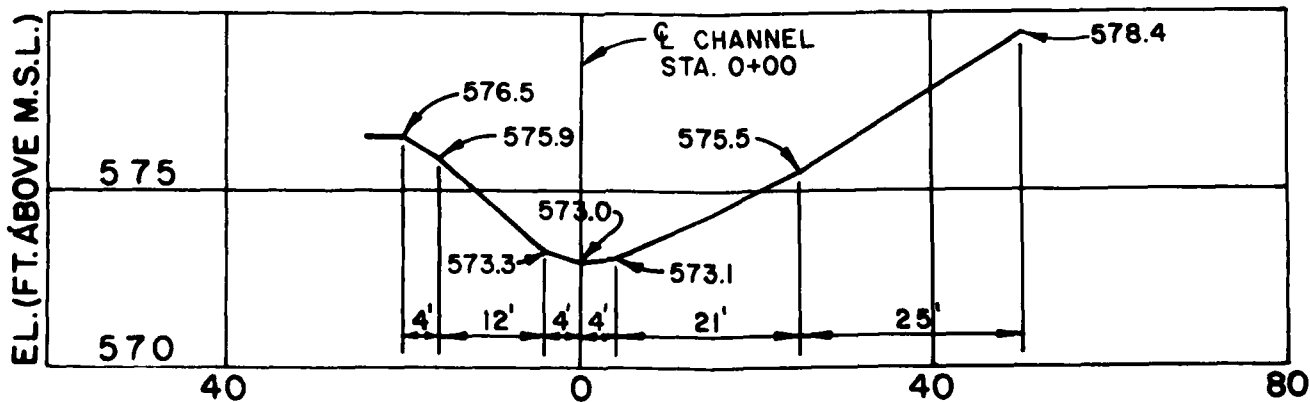 EL. (FT. ABOVE M.S.L.)
℄ CHANNEL
STA. 0+00
578.4
576.5
575.9
575.5
575
573.0
573.3
573.1
4' 12' 4' 4' 21' 25'
570
40 0 40 80